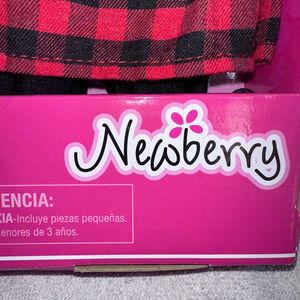 Newberry
ENCIA:
XIA-Incluye piezas pequeñas.
enores de 3 años.